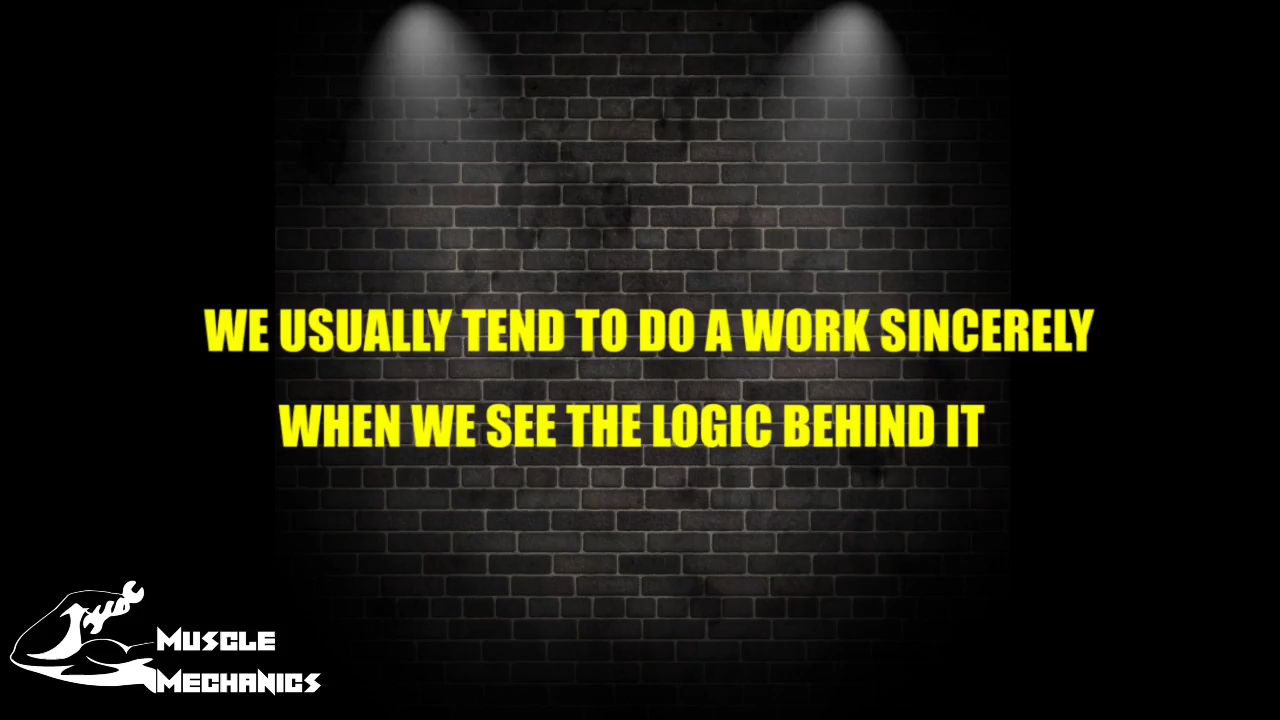 WE USUALLY TEND TO DO A WORK SINCERELY
WHEN WE SEE THE LOGIC BEHIND IT
MUSCLE
MECHANICS